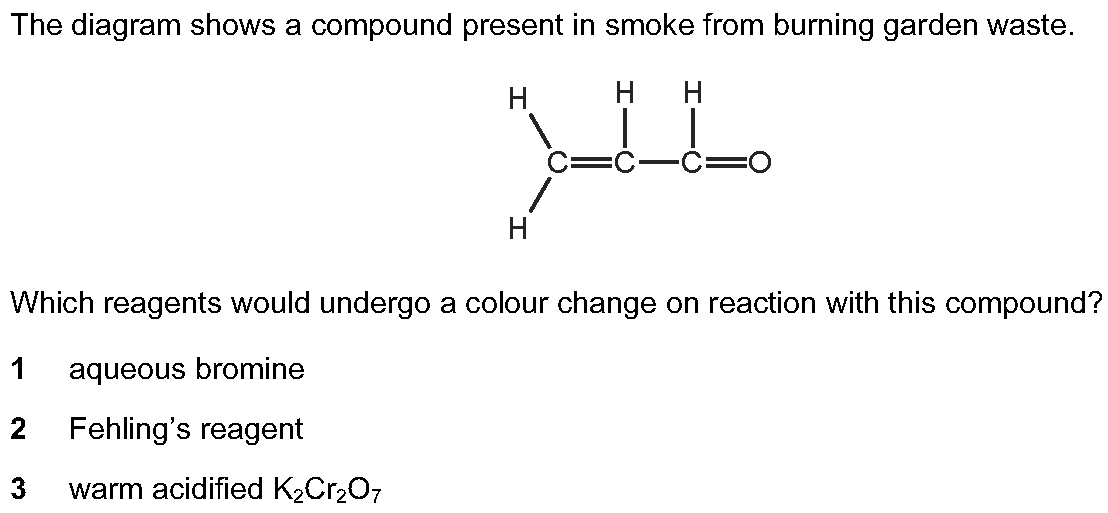 The diagram shows a compound present in smoke from burning garden waste.
H H H
C=C—C=O
H
Which reagents would undergo a colour change on reaction with this compound?
1 aqueous bromine
2 Fehling’s reagent
3 warm acidified K₂Cr₂O₇